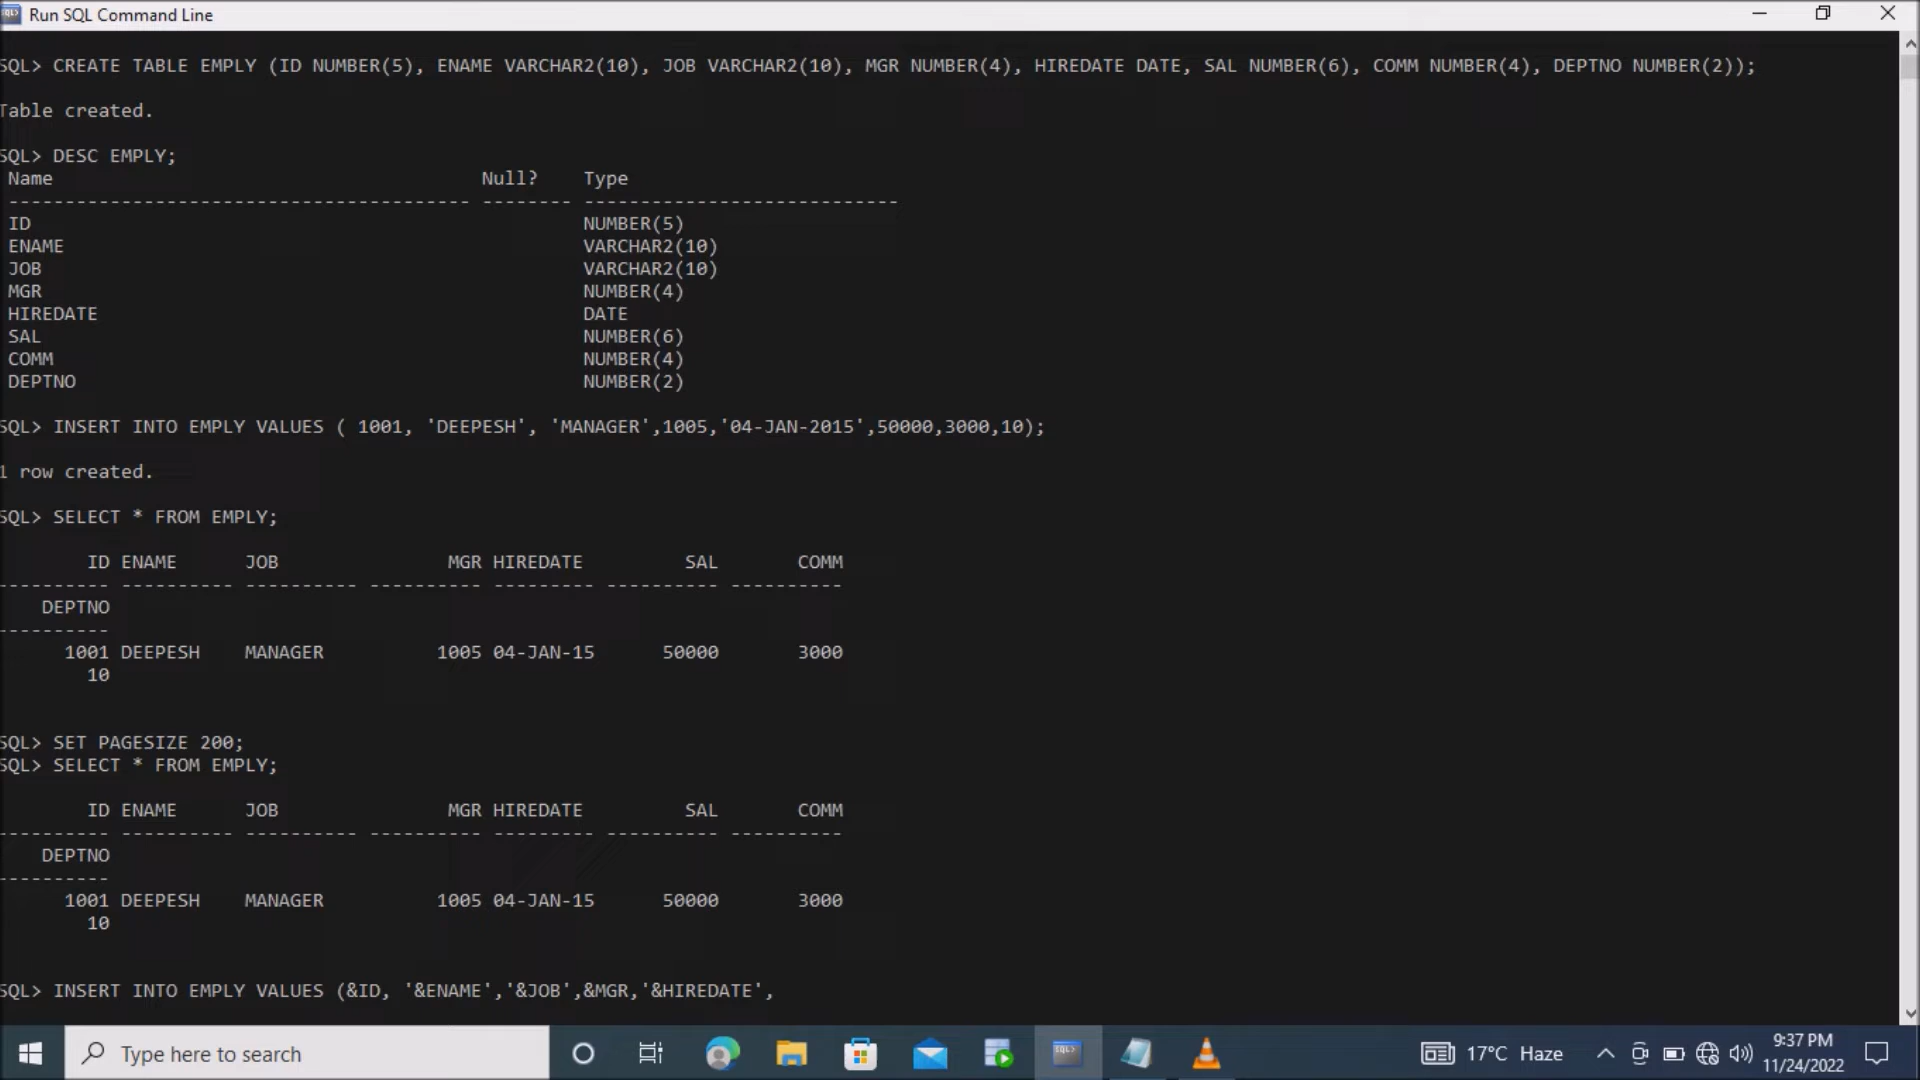 Run SQL Command Line
SQL> CREATE TABLE EMPLY (ID NUMBER(5), ENAME VARCHAR2(10), JOB VARCHAR2(10), MGR NUMBER(4), HIREDATE DATE, SAL NUMBER(6), COMM NUMBER(4), DEPTNO NUMBER(2));
Table created.
SQL> DESC EMPLY;
Name Null? Type
----------------------------------------- -------- ----------------------------
ID NUMBER(5)
ENAME VARCHAR2(10)
JOB VARCHAR2(10)
MGR NUMBER(4)
HIREDATE DATE
SAL NUMBER(6)
COMM NUMBER(4)
DEPTNO NUMBER(2)
SQL> INSERT INTO EMPLY VALUES ( 1001, 'DEEPESH', 'MANAGER',1005,'04-JAN-2015',50000,3000,10);
1 row created.
SQL> SELECT * FROM EMPLY;
ID ENAME JOB MGR HIREDATE SAL COMM
---------- ---------- ---------- ---------- --------- ---------- ----------
DEPTNO
----------
1001 DEEPESH MANAGER 1005 04-JAN-15 50000 3000
10
SQL> SET PAGESIZE 200;
SQL> SELECT * FROM EMPLY;
ID ENAME JOB MGR HIREDATE SAL COMM
---------- ---------- ---------- ---------- --------- ---------- ----------
DEPTNO
----------
1001 DEEPESH MANAGER 1005 04-JAN-15 50000 3000
10
SQL> INSERT INTO EMPLY VALUES (&ID, '&ENAME','&JOB',&MGR,'&HIREDATE',
Type here to search
17°C Haze
9:37 PM
11/24/2022